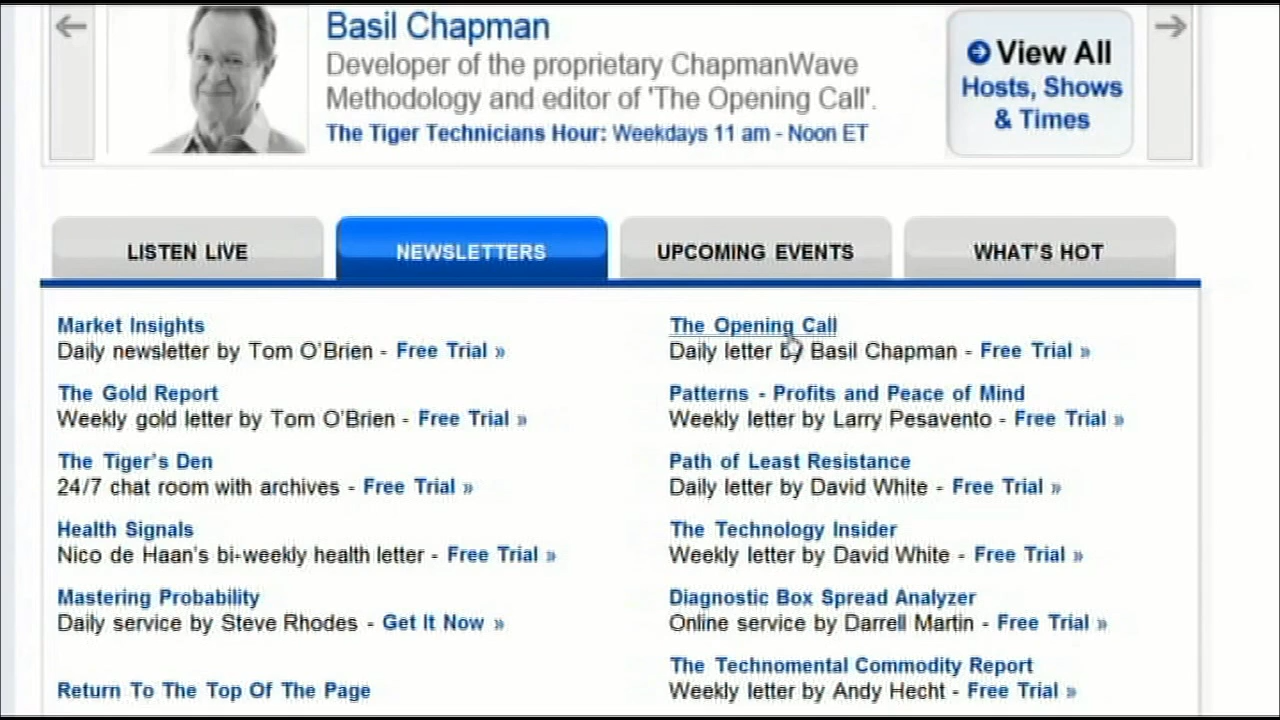 Basil Chapman
Developer of the proprietary ChapmanWave
Methodology and editor of 'The Opening Call'.
The Tiger Technicians Hour: Weekdays 11 am - Noon ET
View All
Hosts, Shows
& Times
LISTEN LIVE
NEWSLETTERS
UPCOMING EVENTS
WHAT'S HOT
Market Insights
Daily newsletter by Tom O'Brien - Free Trial »
The Gold Report
Weekly gold letter by Tom O'Brien - Free Trial »
The Tiger's Den
24/7 chat room with archives - Free Trial »
Health Signals
Nico de Haan's bi-weekly health letter - Free Trial »
Mastering Probability
Daily service by Steve Rhodes - Get It Now »
Return To The Top Of The Page
The Opening Call
Daily letter by Basil Chapman - Free Trial »
Patterns - Profits and Peace of Mind
Weekly letter by Larry Pesavento - Free Trial »
Path of Least Resistance
Daily letter by David White - Free Trial »
The Technology Insider
Weekly letter by David White - Free Trial »
Diagnostic Box Spread Analyzer
Online service by Darrell Martin - Free Trial »
The Technomental Commodity Report
Weekly letter by Andy Hecht - Free Trial »